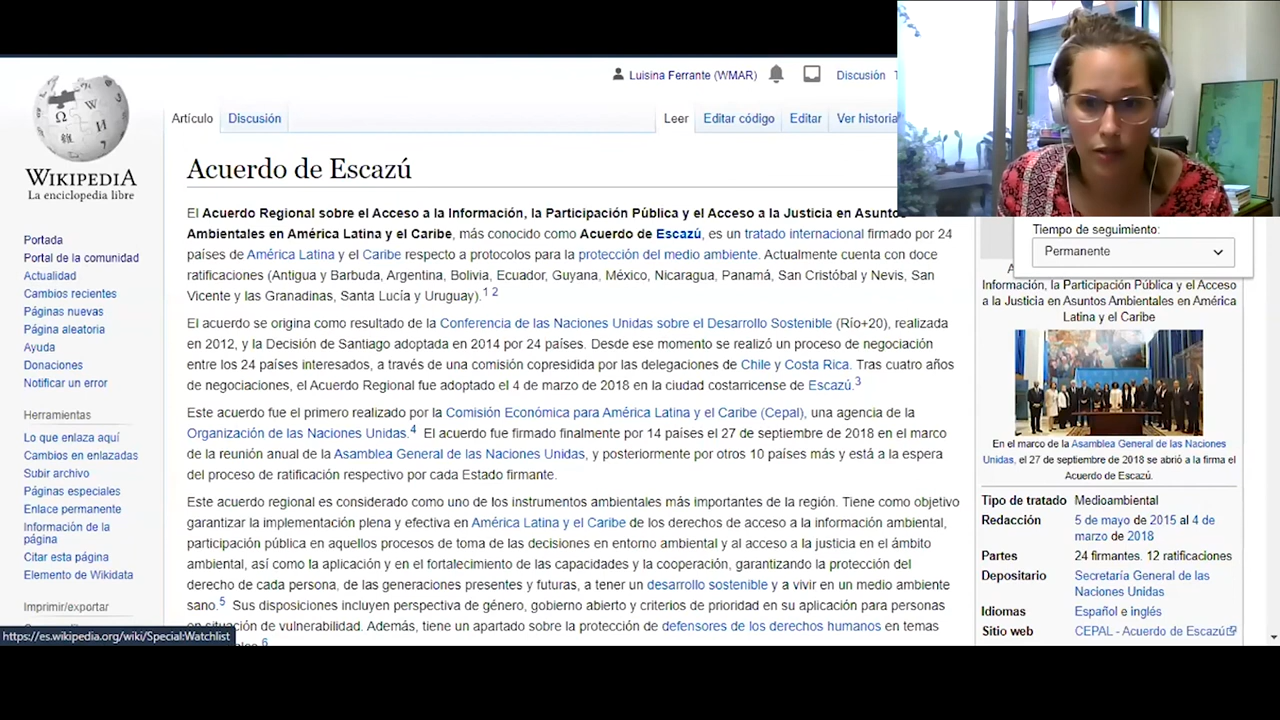 Luisina Ferrante (WMAR)
Discusión
Artículo
Discusión
Leer
Editar código
Editar
Ver historia
WIKIPEDIA
La enciclopedia libre
Acuerdo de Escazú
El Acuerdo Regional sobre el Acceso a la Información, la Participación Pública y el Acceso a la Justicia en Asuntos
Ambientales en América Latina y el Caribe, más conocido como Acuerdo de Escazú, es un tratado internacional firmado por 24
países de América Latina y el Caribe respecto a protocolos para la protección del medio ambiente. Actualmente cuenta con doce
ratificaciones (Antigua y Barbuda, Argentina, Bolivia, Ecuador, Guyana, México, Nicaragua, Panamá, San Cristóbal y Nevis, San
Vicente y las Granadinas, Santa Lucía y Uruguay).1 2
El acuerdo se origina como resultado de la Conferencia de las Naciones Unidas sobre el Desarrollo Sostenible (Río+20), realizada
en 2012, y la Decisión de Santiago adoptada en 2014 por 24 países. Desde ese momento se realizó un proceso de negociación
entre los 24 países interesados, a través de una comisión copresidida por las delegaciones de Chile y Costa Rica. Tras cuatro años
de negociaciones, el Acuerdo Regional fue adoptado el 4 de marzo de 2018 en la ciudad costarricense de Escazú.3
Este acuerdo fue el primero realizado por la Comisión Económica para América Latina y el Caribe (Cepal), una agencia de la
Organización de las Naciones Unidas.4 El acuerdo fue firmado finalmente por 14 países el 27 de septiembre de 2018 en el marco
de la reunión anual de la Asamblea General de las Naciones Unidas, y posteriormente por otros 10 países más y está a la espera
del proceso de ratificación respectivo por cada Estado firmante.
Este acuerdo regional es considerado como uno de los instrumentos ambientales más importantes de la región. Tiene como objetivo
garantizar la implementación plena y efectiva en América Latina y el Caribe de los derechos de acceso a la información ambiental,
participación pública en aquellos procesos de toma de las decisiones en entorno ambiental y al acceso a la justicia en el ámbito
ambiental, así como la aplicación y en el fortalecimiento de las capacidades y la cooperación, garantizando la protección del
derecho de cada persona, de las generaciones presentes y futuras, a tener un desarrollo sostenible y a vivir en un medio ambiente
sano.5 Sus disposiciones incluyen perspectiva de género, gobierno abierto y criterios de prioridad en su aplicación para personas
en situación de vulnerabilidad. Además, tiene un apartado sobre la protección de defensores de los derechos humanos en temas
6
Portada
Portal de la comunidad
Actualidad
Cambios recientes
Páginas nuevas
Página aleatoria
Ayuda
Donaciones
Notificar un error
Herramientas
Lo que enlaza aquí
Cambios en enlazadas
Subir archivo
Páginas especiales
Enlace permanente
Información de la
página
Citar esta página
Elemento de Wikidata
Imprimir/exportar
https://es.wikipedia.org/wiki/Special:Watchlist
Tiempo de seguimiento:
Permanente
Información, la Participación Pública y el Acceso
a la Justicia en Asuntos Ambientales en América
Latina y el Caribe
En el marco de la Asamblea General de las Naciones
Unidas, el 27 de septiembre de 2018 se abrió a la firma el
Acuerdo de Escazú.
Tipo de tratado Medioambiental
Redacción 5 de mayo de 2015 al 4 de
marzo de 2018
Partes 24 firmantes. 12 ratificaciones
Depositario Secretaría General de las
Naciones Unidas
Idiomas Español e inglés
Sitio web CEPAL - Acuerdo de Escazú